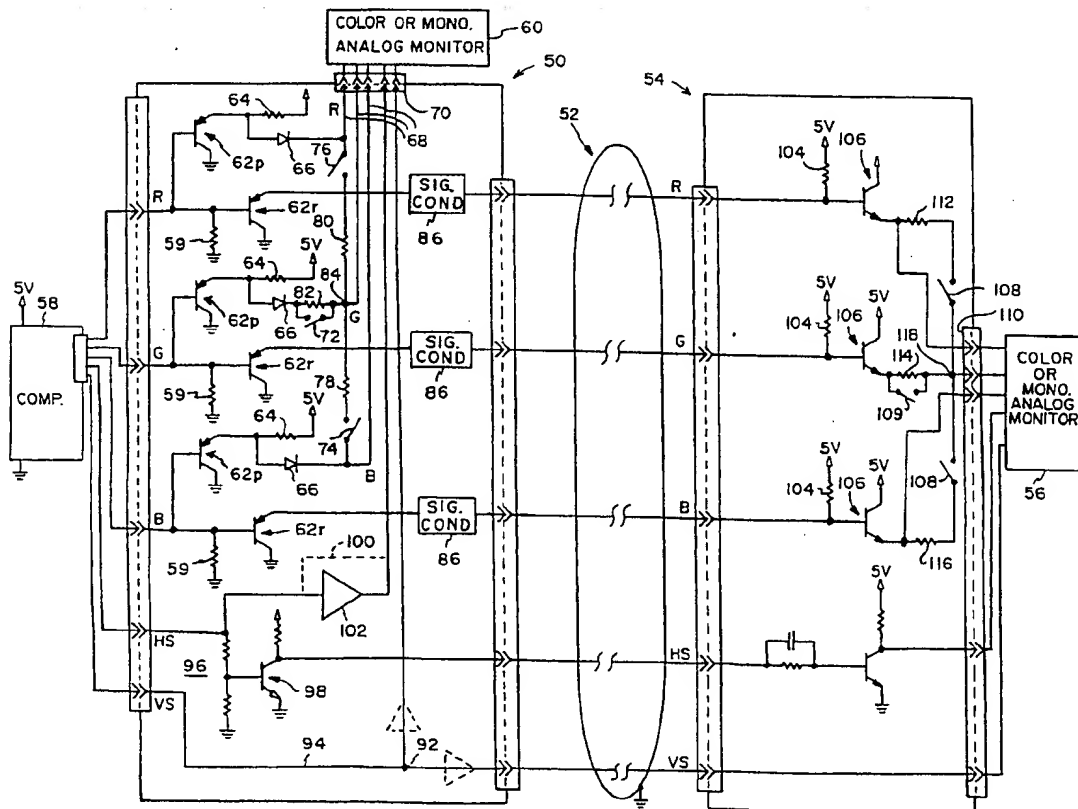 COLOR OR MONO.
ANALOG MONITOR
60
50
54
64
R
70
68
62p
66
76
52
5V
104
106
R
62r
SIG.
COND
86
R
112
59
80
64
5V
82
84
108
5V
58
62p
66
72
G
104
5V
106
110
118
G
62r
SIG.
COND
86
G
114
COLOR
OR
MONO.
ANALOG
MONITOR
COMP.
59
78
109
64
5V
74
62p
66
B
104
5V
106
108
56
B
62r
SIG.
COND
86
B
116
59
100
5V
102
HS
96
98
HS
VS
94
92
VS